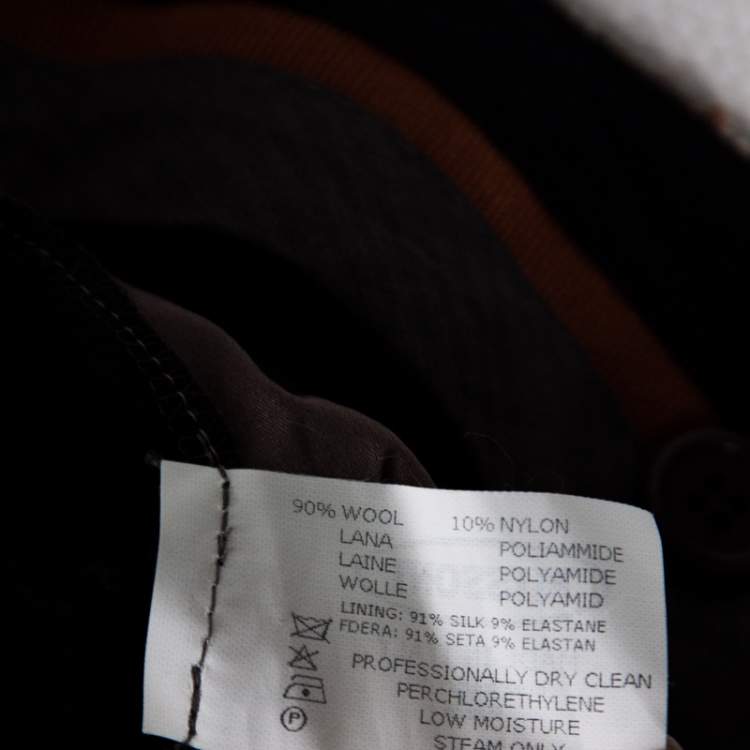 90% WOOL 10% NYLON
LANA POLIAMMIDE
LAINE POLYAMIDE
WOLLE POLYAMID
LINING: 91% SILK 9% ELASTANE
FDERA: 91% SETA 9% ELASTAN
PROFESSIONALLY DRY CLEAN
PERCHLORETHYLENE
P LOW MOISTURE
STEAM ONLY